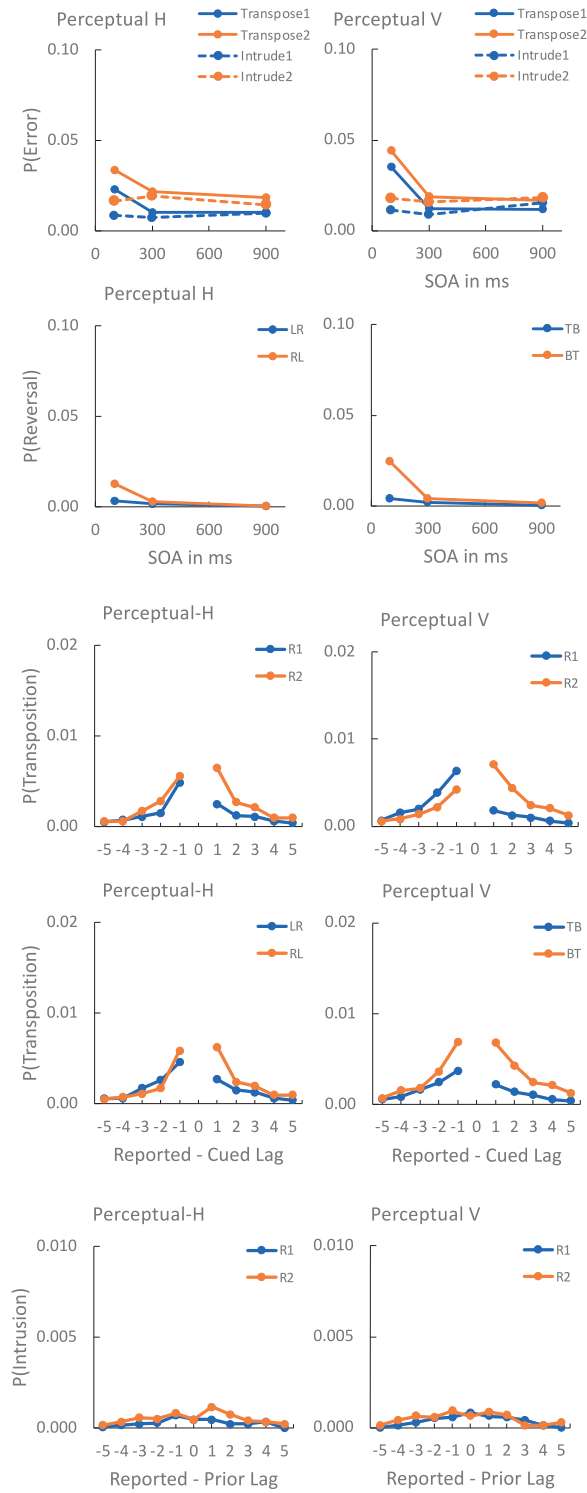 Perceptual H
Transpose1
Transpose2
Intrude1
Intrude2
P(Error)
0.10
0.05
0.00
0 300 600 900
Perceptual V
Transpose1
Transpose2
Intrude1
Intrude2
0.10
0.05
0.00
0 300 600 900
SOA in ms
Perceptual H
LR
RL
P(Reversal)
0.10
0.05
0.00
0 300 600 900
SOA in ms
TB
BT
0.10
0.05
0.00
0 300 600 900
SOA in ms
Perceptual-H
R1
R2
P(Transposition)
0.02
0.01
0.00
-5 -4 -3 -2 -1 0 1 2 3 4 5
Perceptual V
R1
R2
0.02
0.01
0.00
-5 -4 -3 -2 -1 0 1 2 3 4 5
Perceptual-H
LR
RL
P(Transposition)
0.02
0.01
0.00
-5 -4 -3 -2 -1 0 1 2 3 4 5
Reported - Cued Lag
Perceptual V
TB
BT
0.02
0.01
0.00
-5 -4 -3 -2 -1 0 1 2 3 4 5
Reported - Cued Lag
Perceptual-H
R1
R2
P(Intrusion)
0.010
0.005
0.000
-5 -4 -3 -2 -1 0 1 2 3 4 5
Reported - Prior Lag
Perceptual V
R1
R2
0.010
0.005
0.000
-5 -4 -3 -2 -1 0 1 2 3 4 5
Reported - Prior Lag